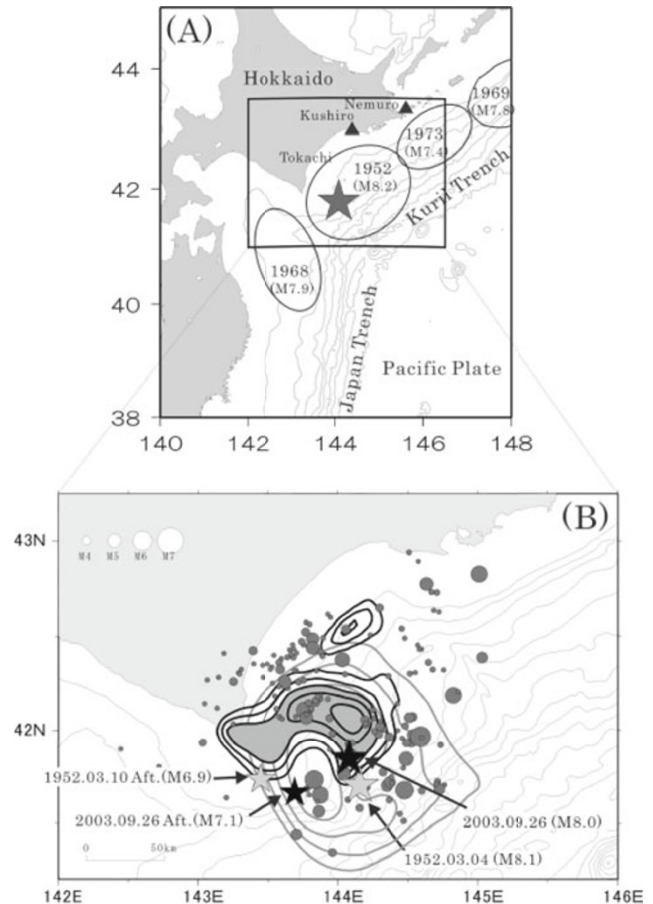 (A)
44
Hokkaido
1969
(M7.8)
Nemuro
Kushiro
1973
(M7.4)
Tokachi
1952
(M8.2)
42
Kuril Trench
1968
(M7.9)
40
Japan Trench
Pacific Plate
38
140
142
144
146
148
(B)
43N
M4 M5 M6 M7
42N
1952.03.10 Aft.(M6.9)
2003.09.26 Aft.(M7.1)
2003.09.26 (M8.0)
1952.03.04 (M8.1)
0 50km
41N
142E 143E 144E 145E 146E